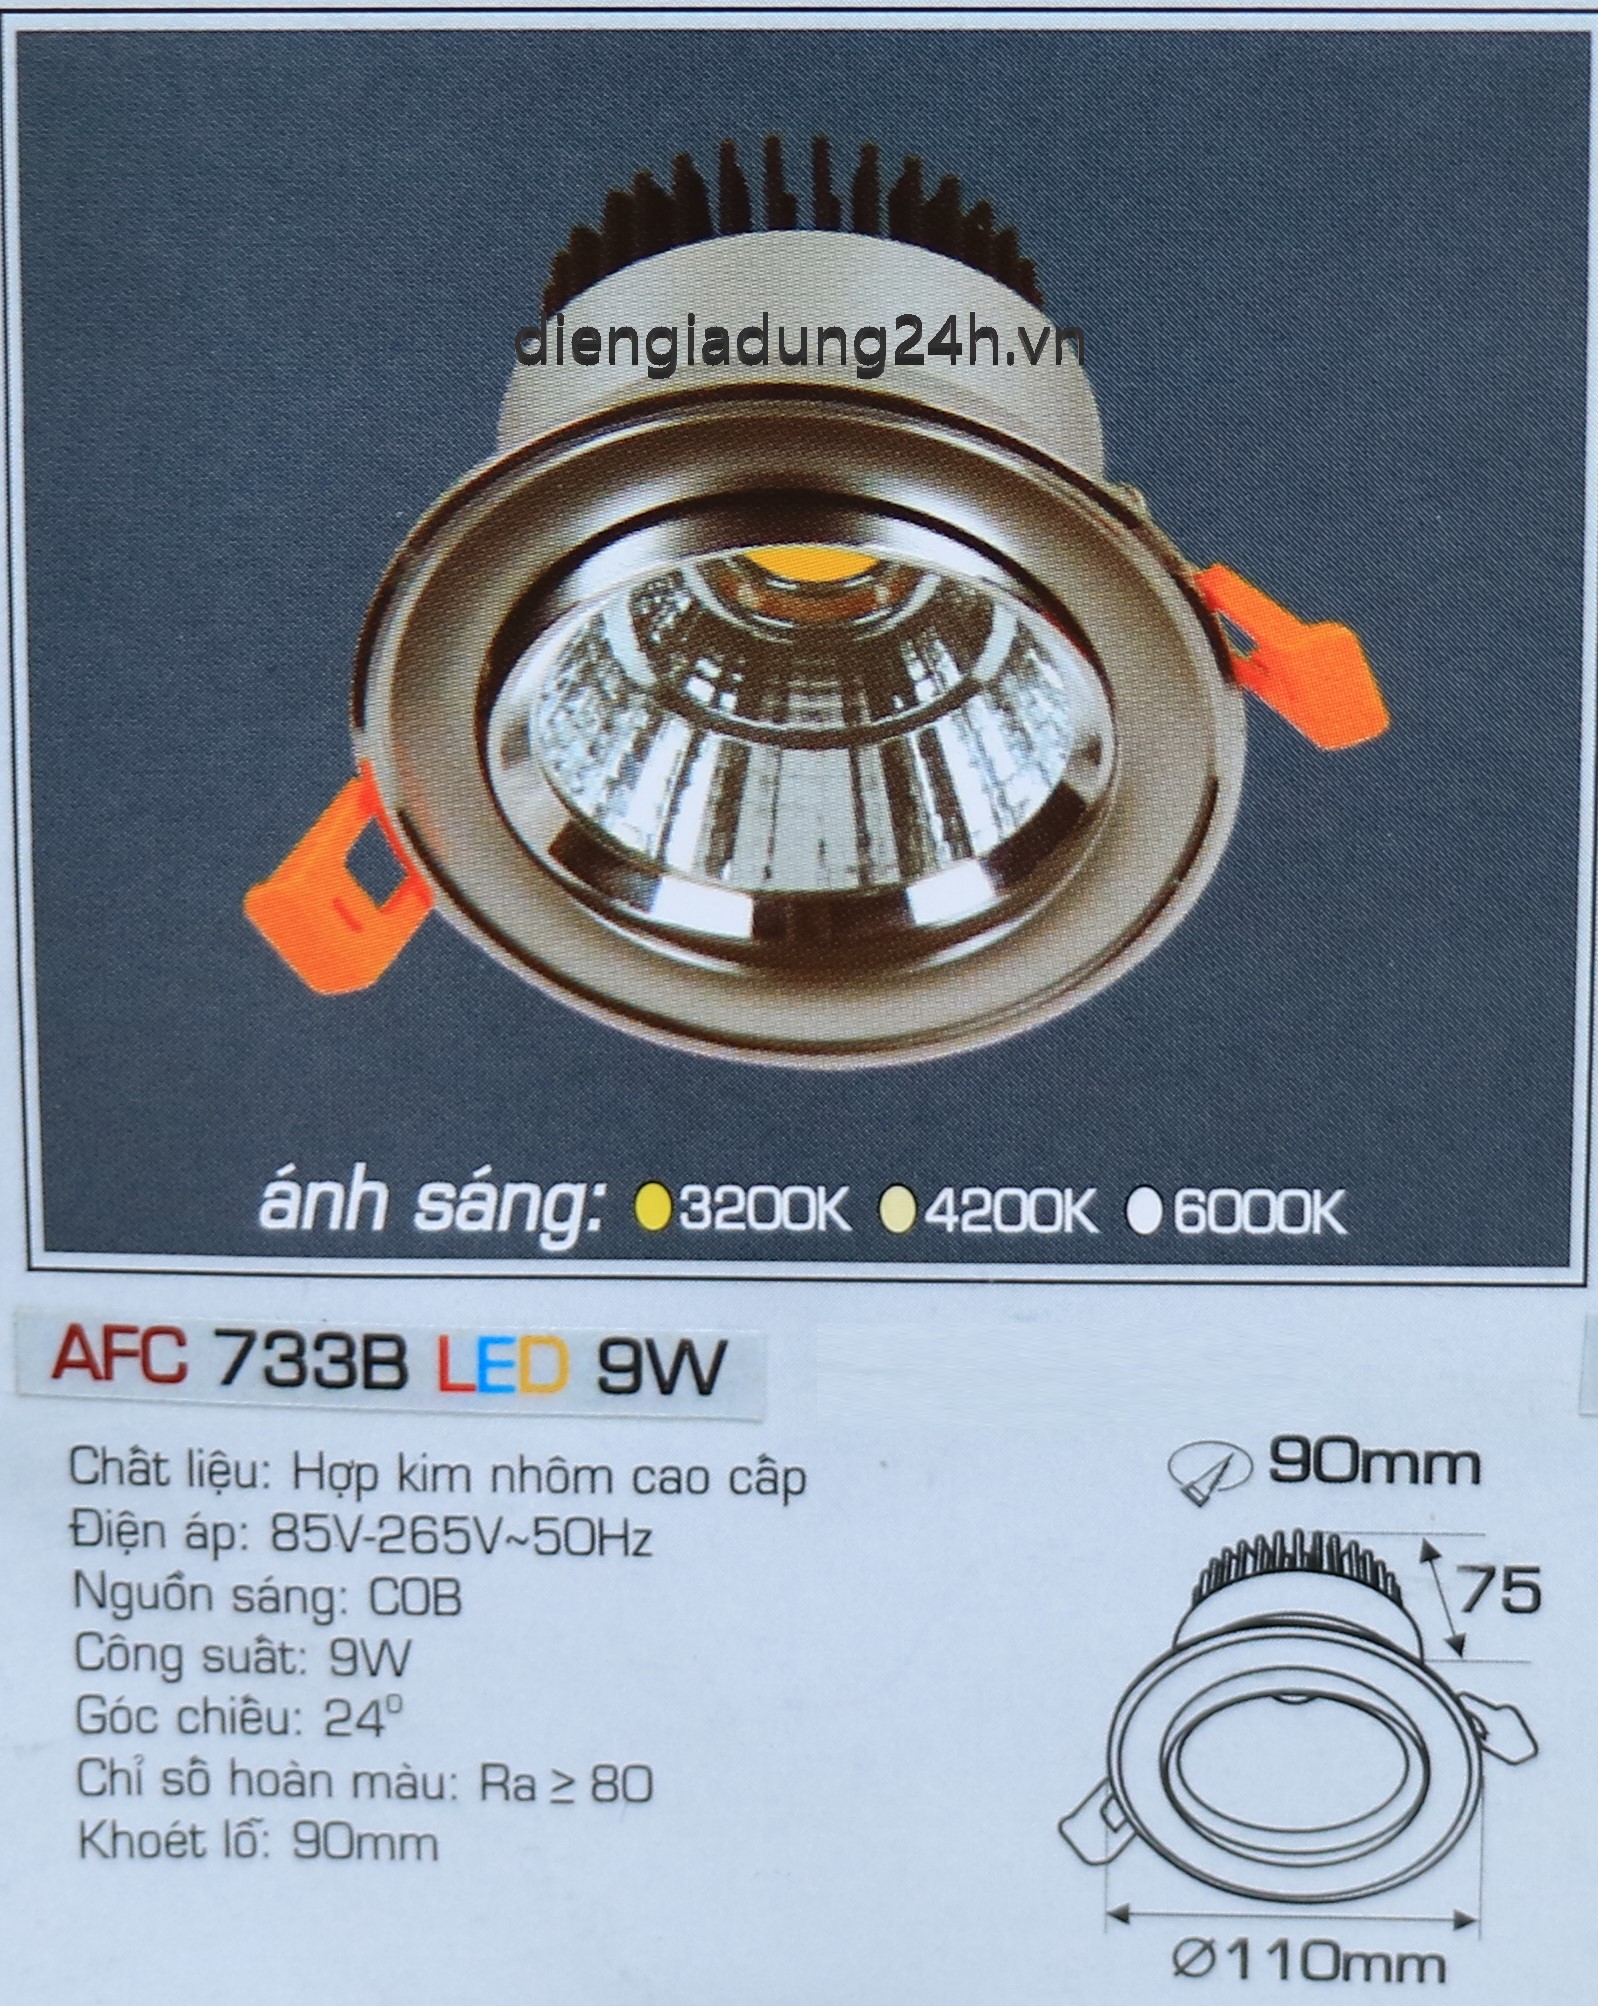 diengiadung24h.vn
ánh sáng: 3200K 4200K 6000K
AFC 733B LED 9W
Chất liệu: Hợp kim nhôm cao cấp
Điện áp: 85V-265V~50Hz
Nguồn sáng: COB
Công suất: 9W
Góc chiếu: 24⁰
Chỉ số hoàn màu: Ra ≥ 80
Khoét lỗ: 90mm
90mm
75
Ø110mm